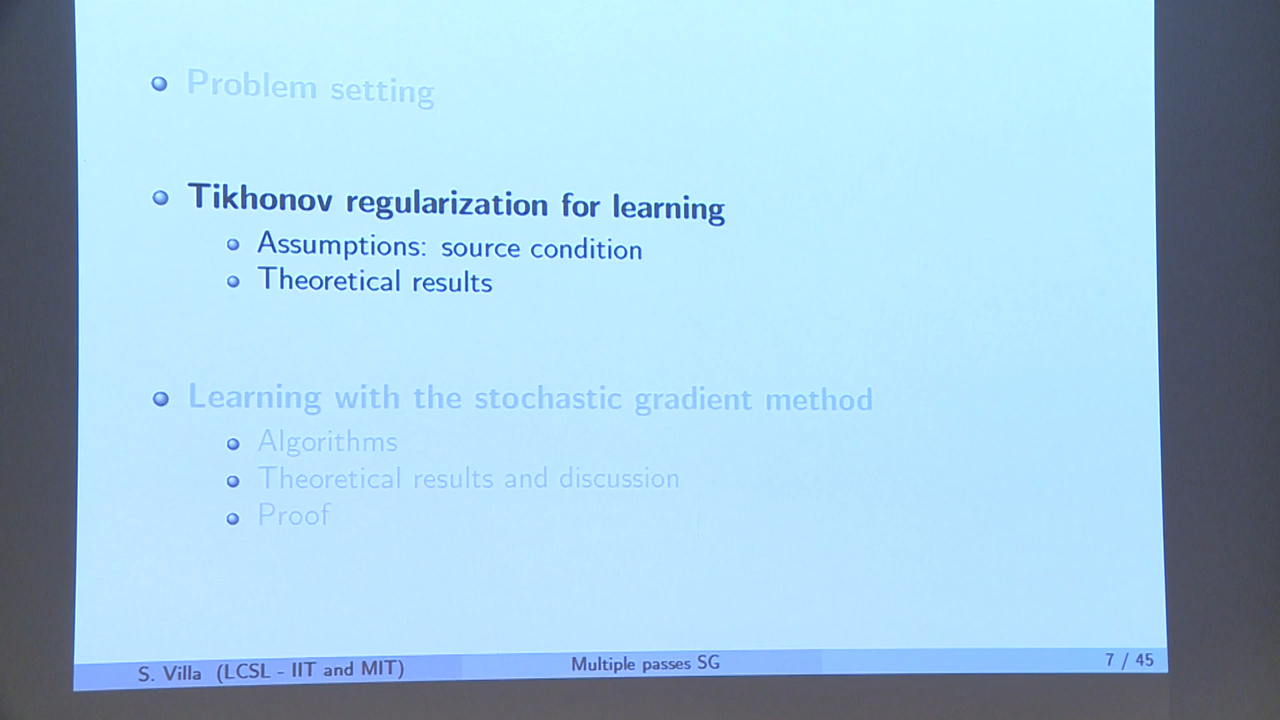 Problem setting
Tikhonov regularization for learning
Assumptions: source condition
Theoretical results
Learning with the stochastic gradient method
Algorithms
Theoretical results and discussion
Proof
S. Villa (LCSL - IIT and MIT)
Multiple passes SG
7 / 45